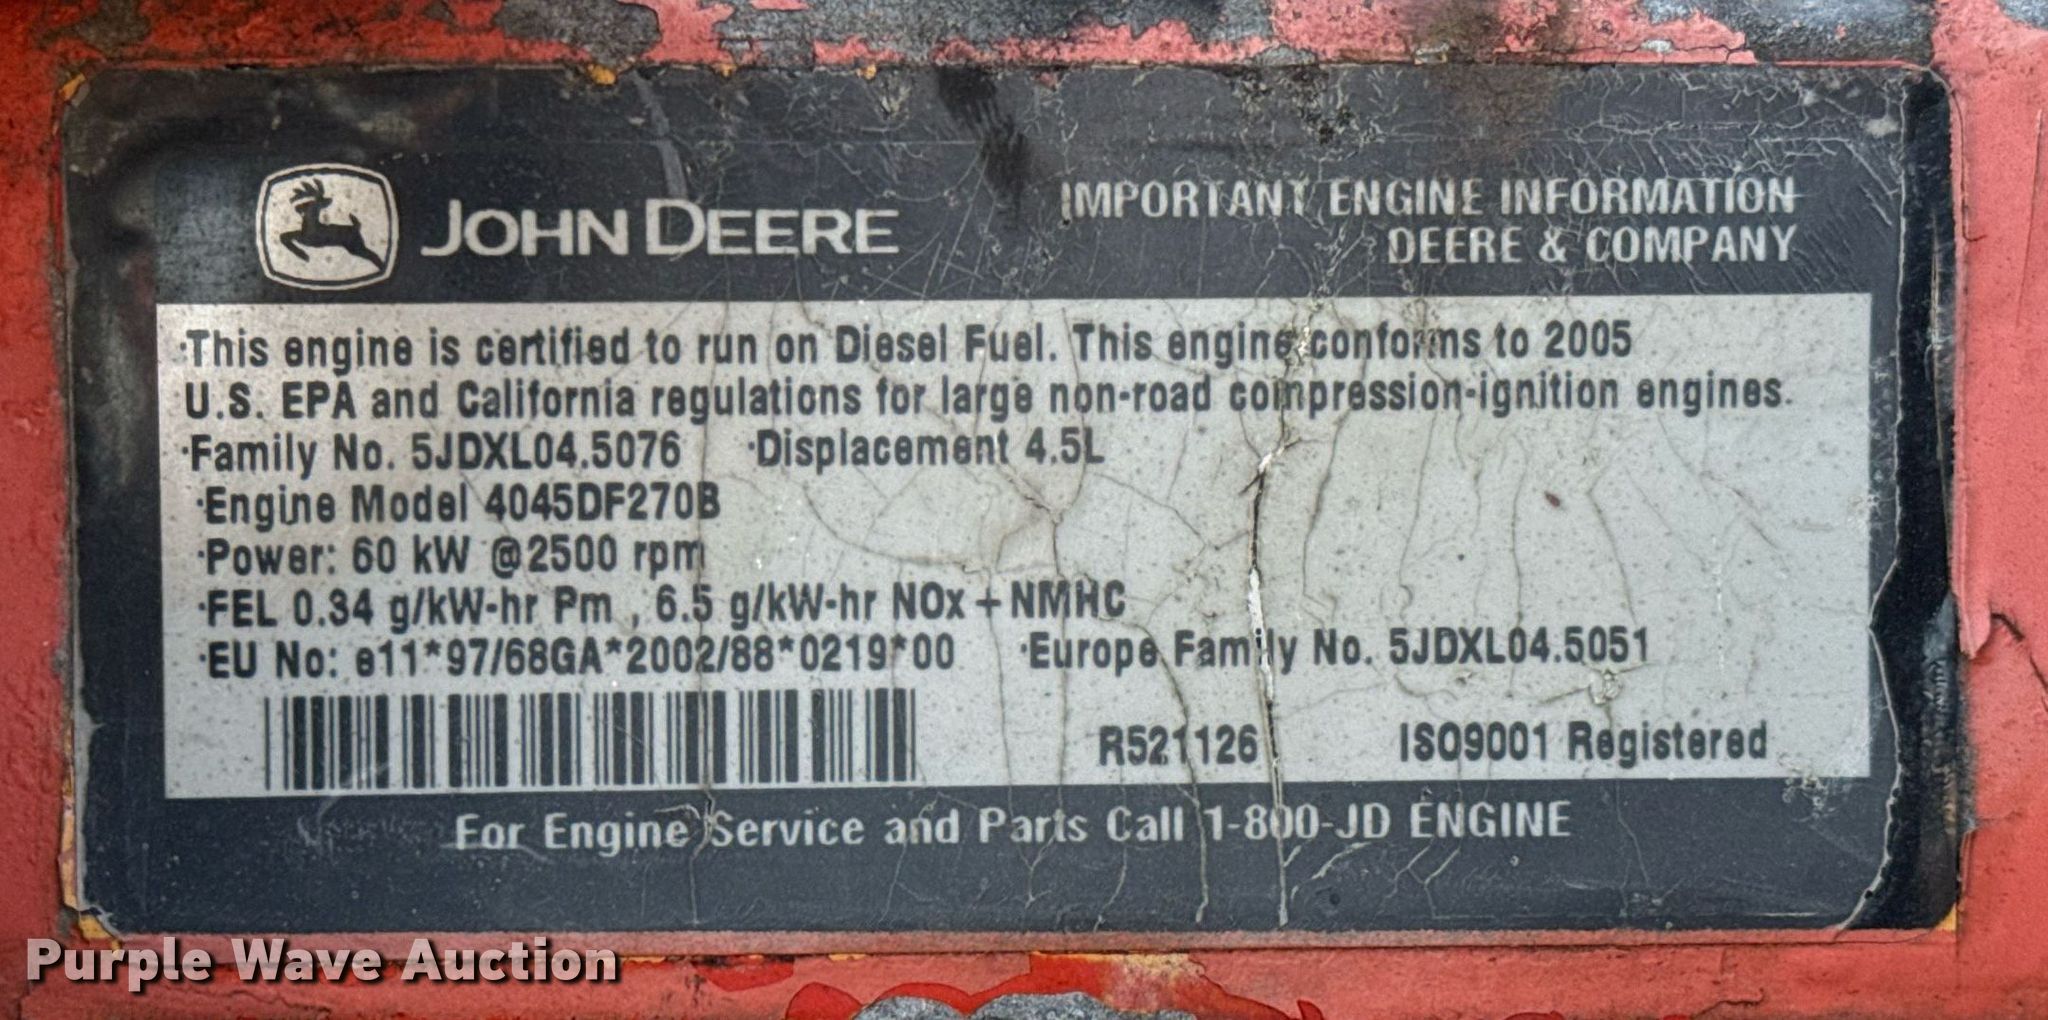 JOHN DEERE
IMPORTANT ENGINE INFORMATION
DEERE & COMPANY
·This engine is certified to run on Diesel Fuel. This engine conforms to 2005
U.S. EPA and California regulations for large non-road compression-ignition engines.
·Family No. 5JDXL04.5076 ·Displacement 4.5L
·Engine Model 4045DF270B
·Power: 60 kW @2500 rpm
·FEL 0.34 g/kW-hr Pm , 6.5 g/kW-hr NOx + NMHC
·EU No: e11*97/68GA*2002/88*0219*00 ·Europe Family No. 5JDXL04.5051
R521126 ISO9001 Registered
For Engine Service and Parts Call 1-800-JD ENGINE
Purple Wave Auction